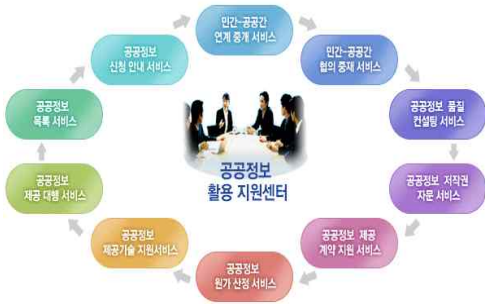 민간-공공간
연계 중개 서비스
민간-공공간
협의 중재 서비스
공공정보 품질
컨설팅 서비스
공공정보 저작권
자문 서비스
공공정보 제공
계약 지원 서비스
공공정보
원가 산정 서비스
공공정보
제공기술 지원서비스
공공정보
제공 대행 서비스
공공정보
목록 서비스
공공정보
신청 안내 서비스
공공정보
활용 지원센터